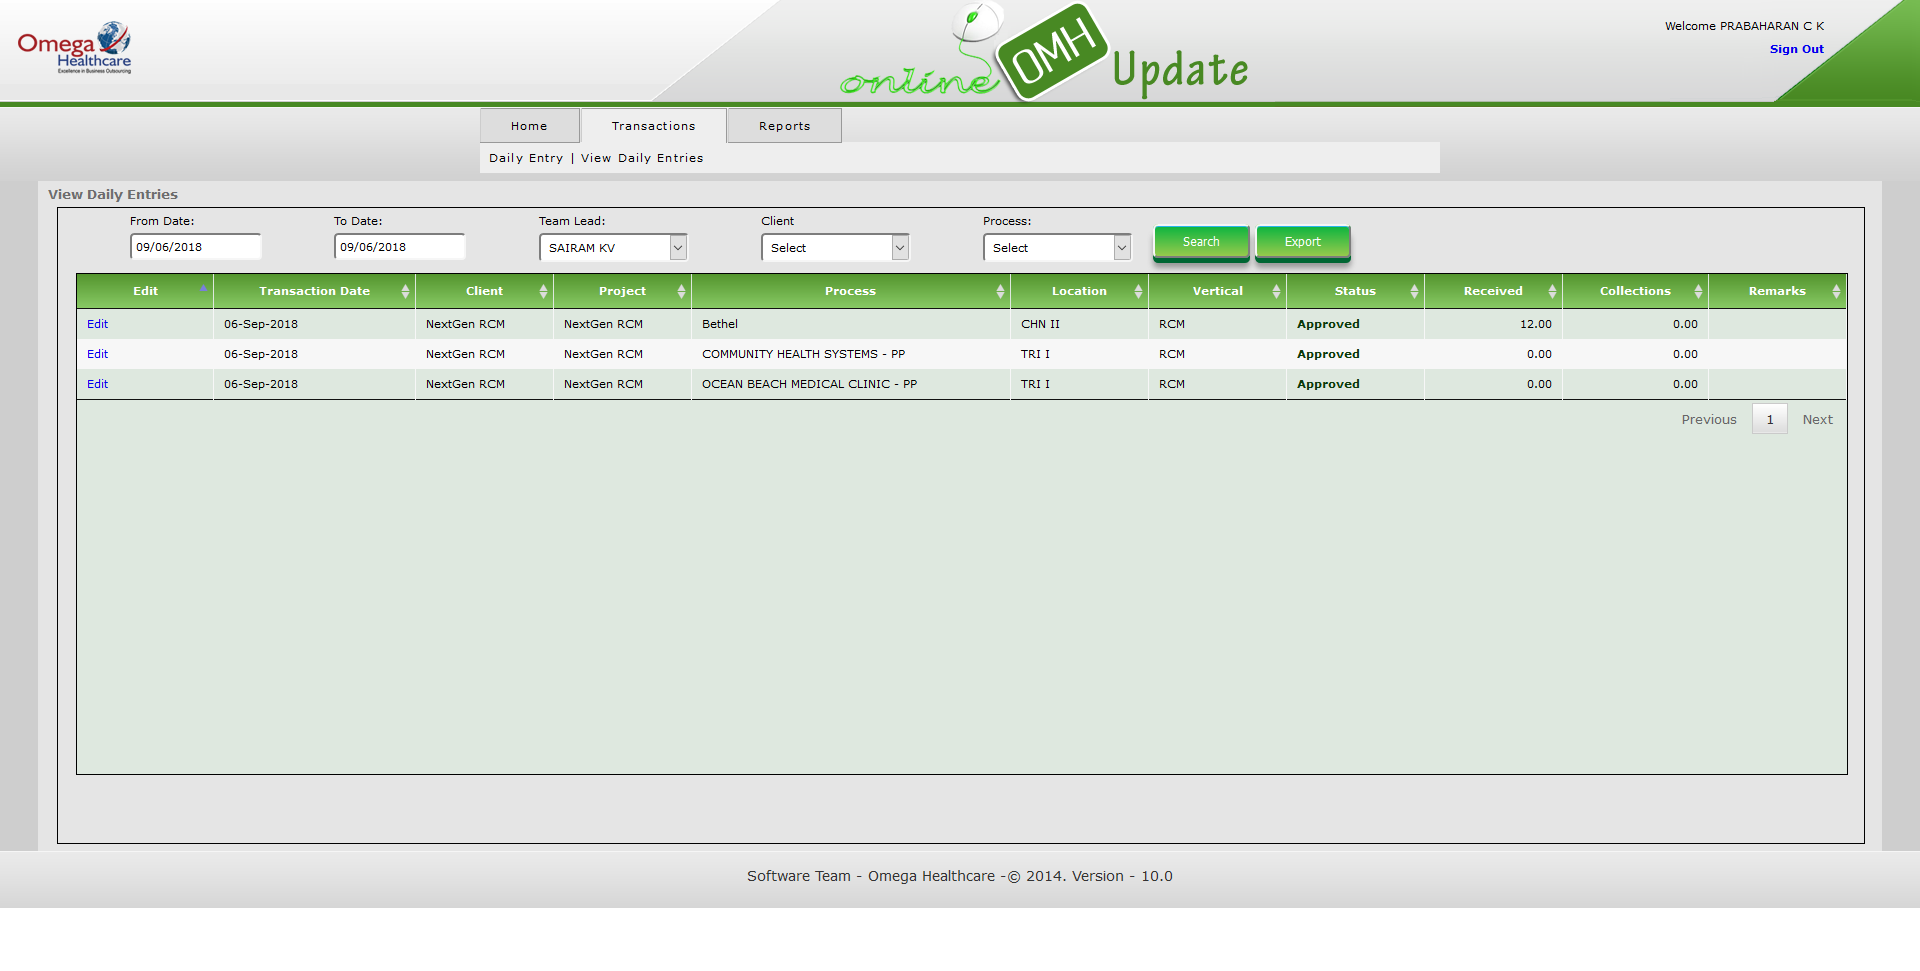 Omega
Healthcare
Excellence in Business Outsourcing
online OMH Update
Welcome PRABAHARAN C K
Sign Out
Home Transactions Reports
Daily Entry | View Daily Entries
View Daily Entries
From Date: To Date: Team Lead: Client Process:
09/06/2018 09/06/2018 SAIRAM KV Select Select Search Export
Edit Transaction Date Client Project Process Location Vertical Status Received Collections Remarks
Edit 06-Sep-2018 NextGen RCM NextGen RCM Bethel CHN II RCM Approved 12.00 0.00
Edit 06-Sep-2018 NextGen RCM NextGen RCM COMMUNITY HEALTH SYSTEMS - PP TRI I RCM Approved 0.00 0.00
Edit 06-Sep-2018 NextGen RCM NextGen RCM OCEAN BEACH MEDICAL CLINIC - PP TRI I RCM Approved 0.00 0.00
Previous 1 Next
Software Team - Omega Healthcare -© 2014. Version - 10.0